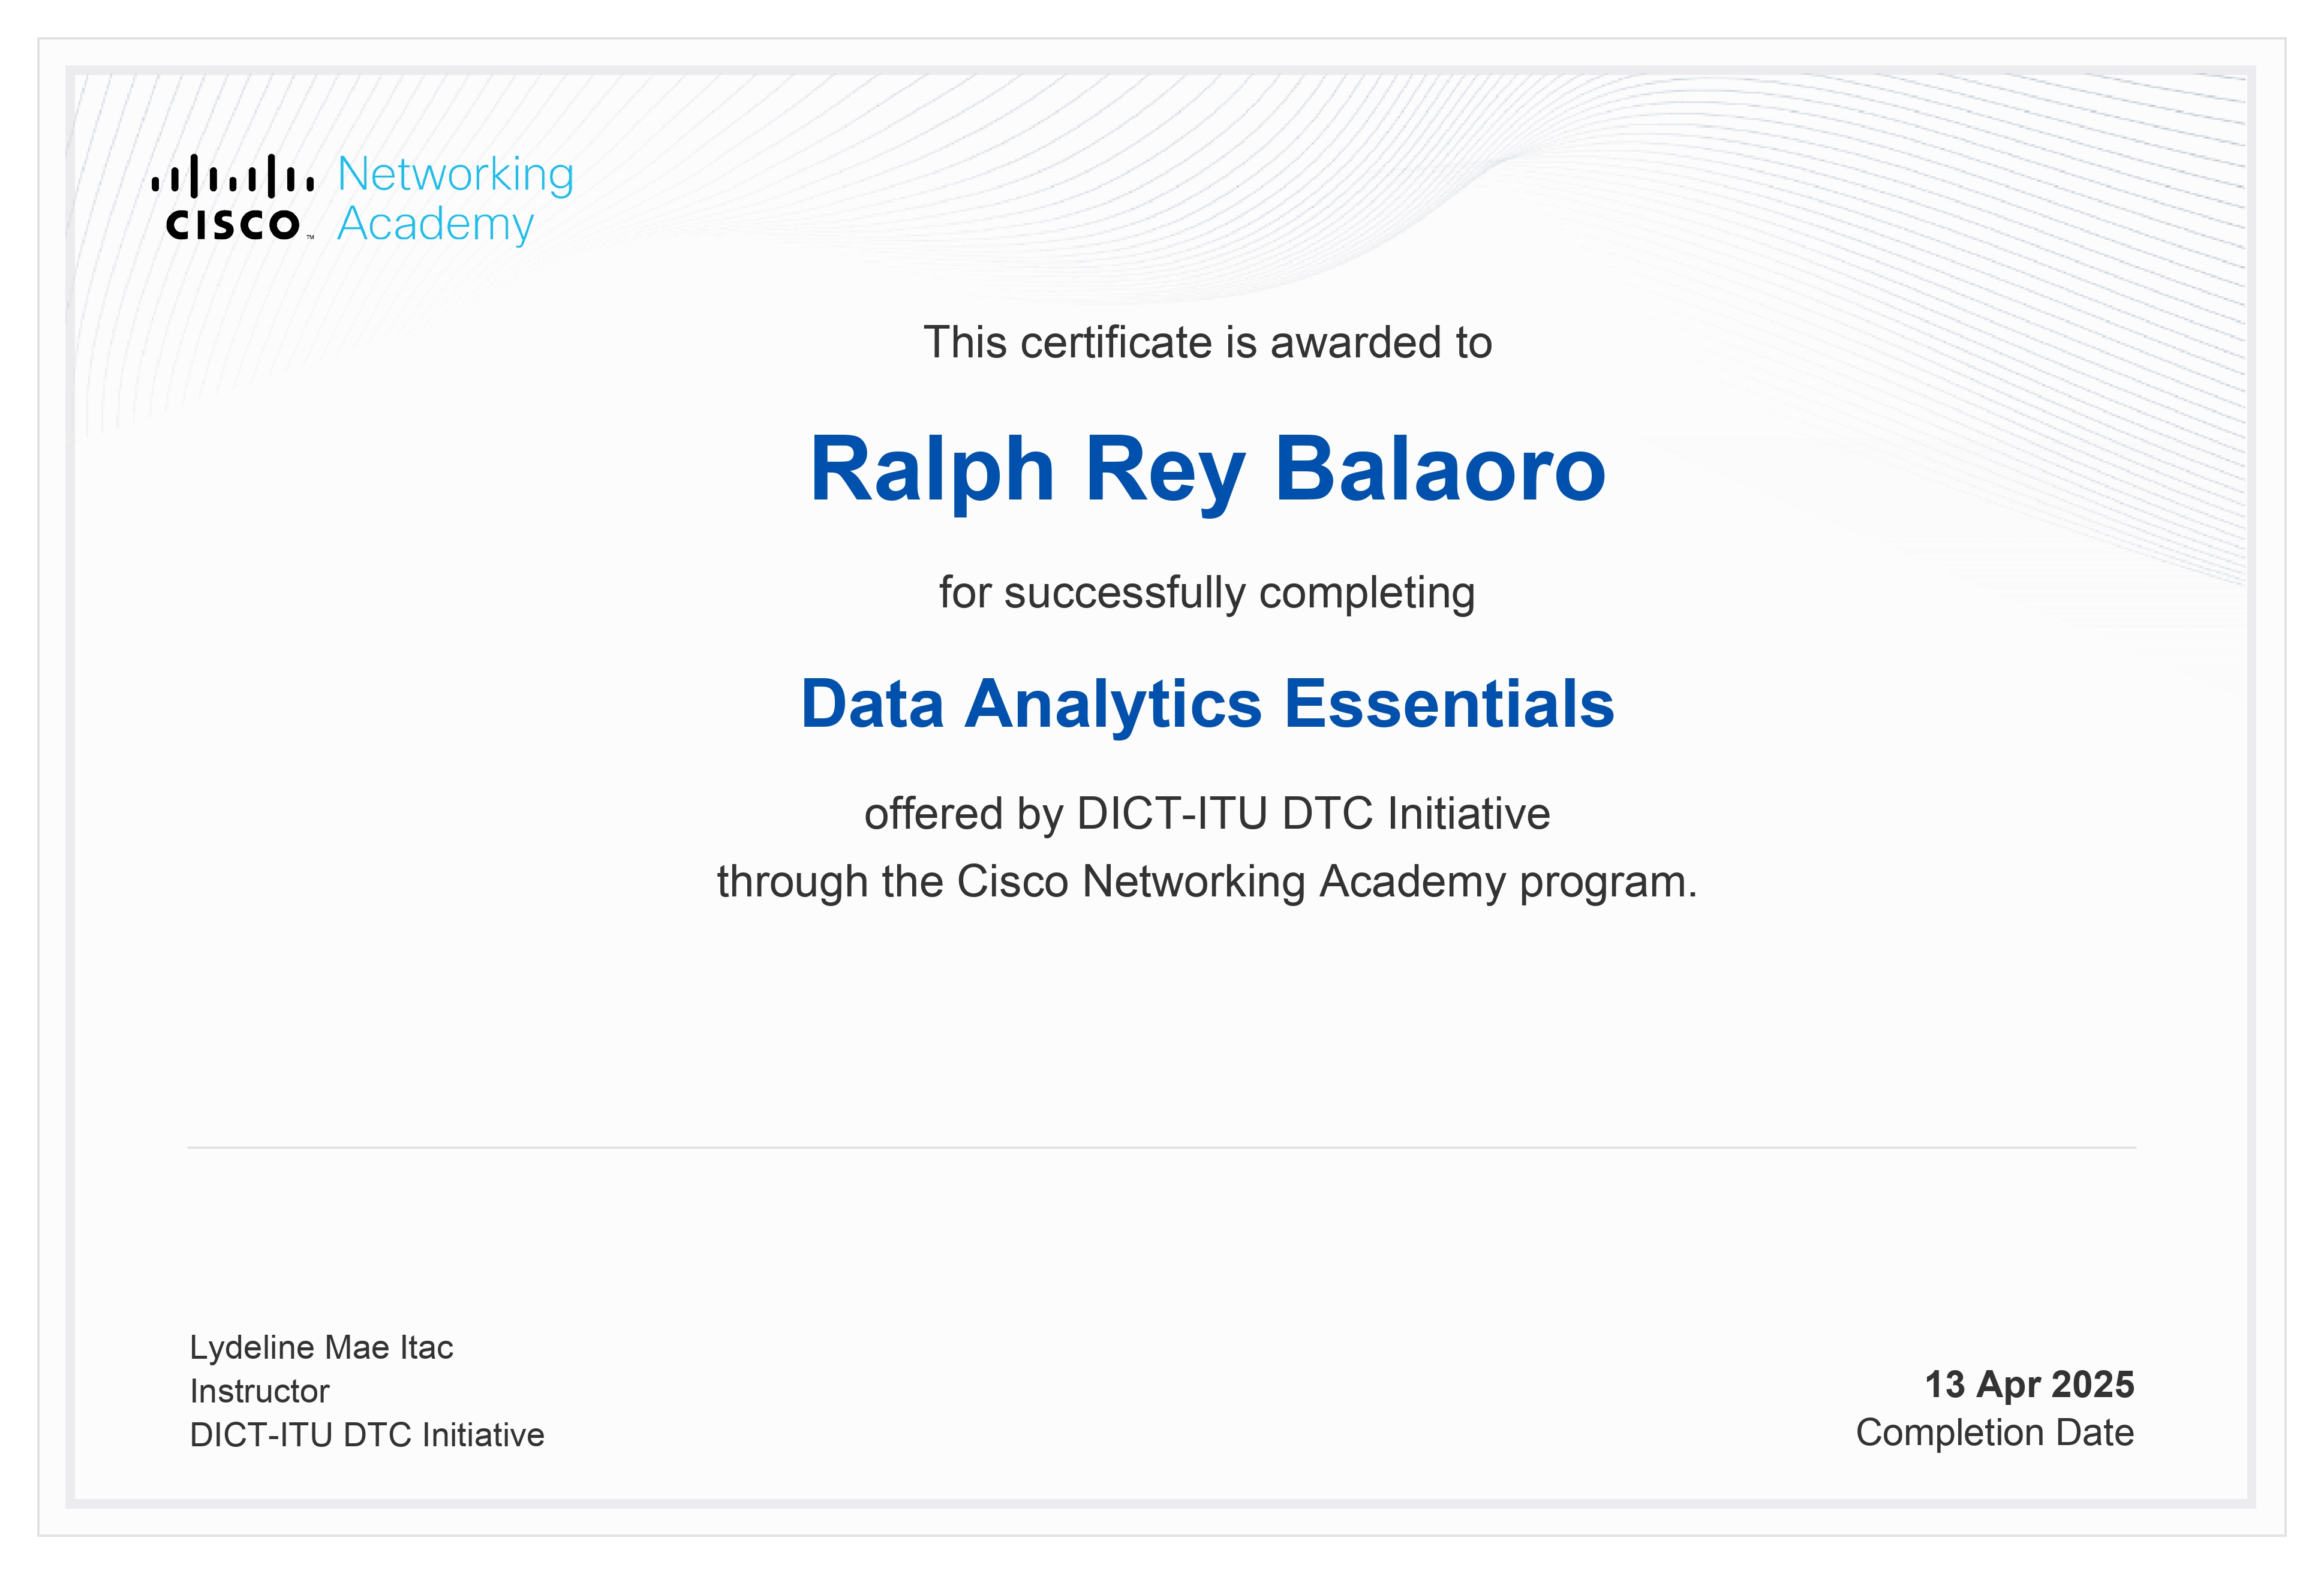 CISCO™
Networking
Academy
This certificate is awarded to
Ralph Rey Balaoro
for successfully completing
Data Analytics Essentials
offered by DICT-ITU DTC Initiative
through the Cisco Networking Academy program.
Lydeline Mae Itac
Instructor
DICT-ITU DTC Initiative
13 Apr 2025
Completion Date